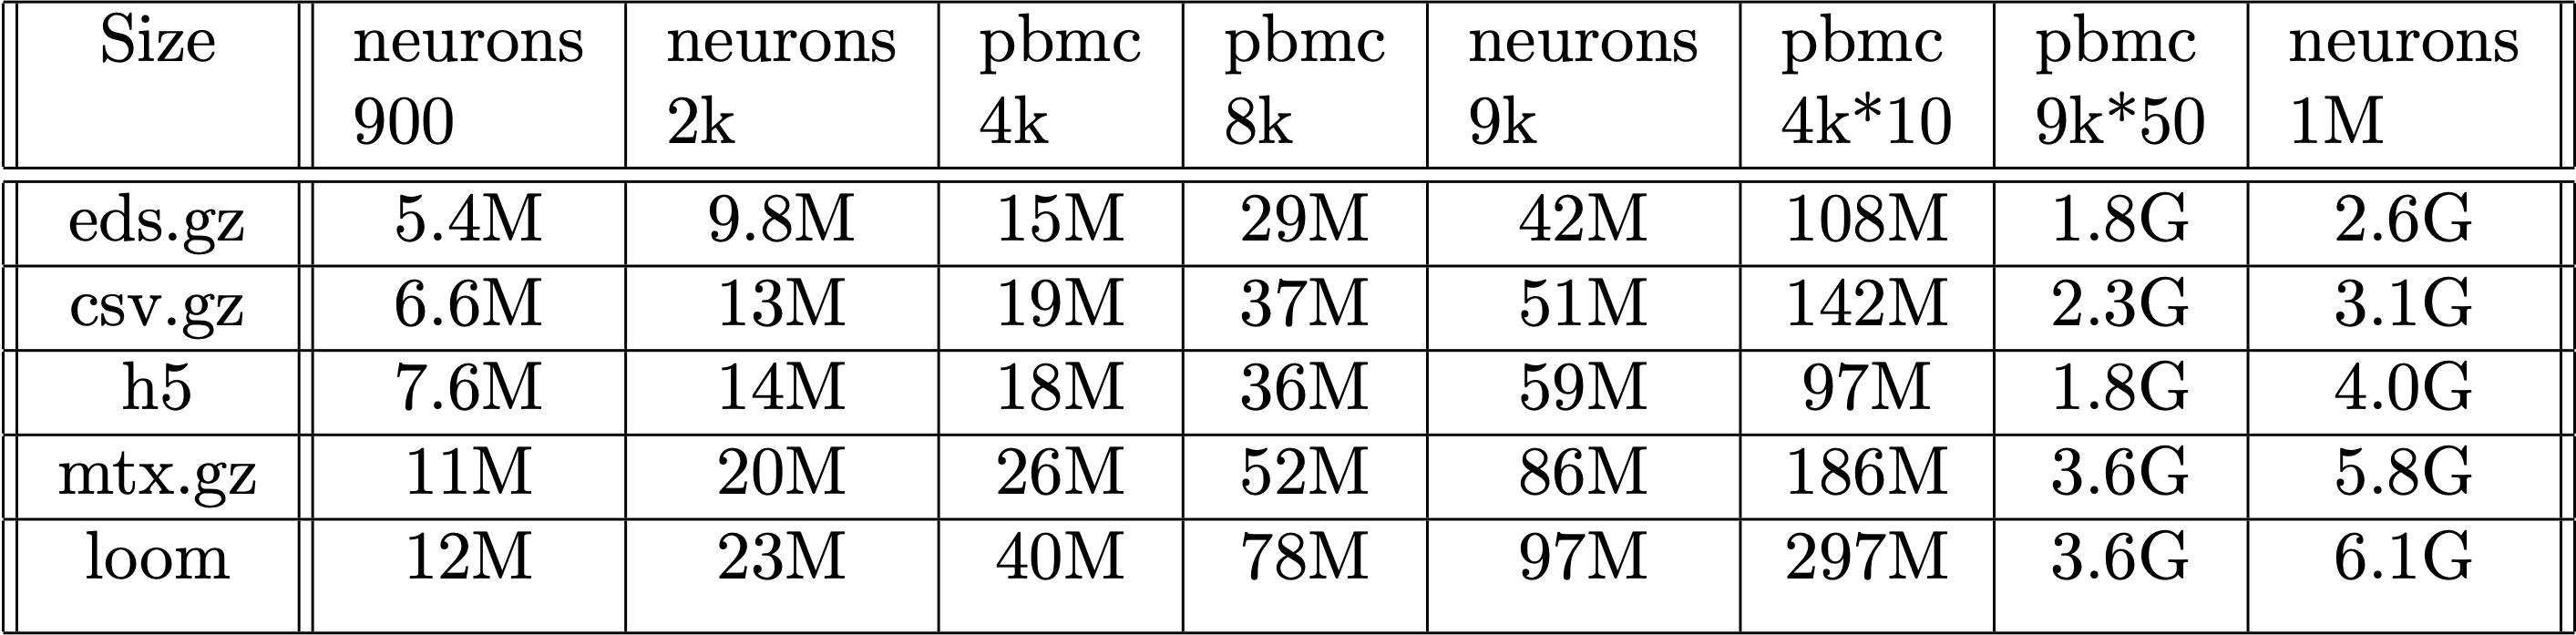 Size neurons neurons pbmc pbmc neurons pbmc pbmc neurons
900 2k 4k 8k 9k 4k*10 9k*50 1M
eds.gz 5.4M 9.8M 15M 29M 42M 108M 1.8G 2.6G
csv.gz 6.6M 13M 19M 37M 51M 142M 2.3G 3.1G
h5 7.6M 14M 18M 36M 59M 97M 1.8G 4.0G
mtx.gz 11M 20M 26M 52M 86M 186M 3.6G 5.8G
loom 12M 23M 40M 78M 97M 297M 3.6G 6.1G